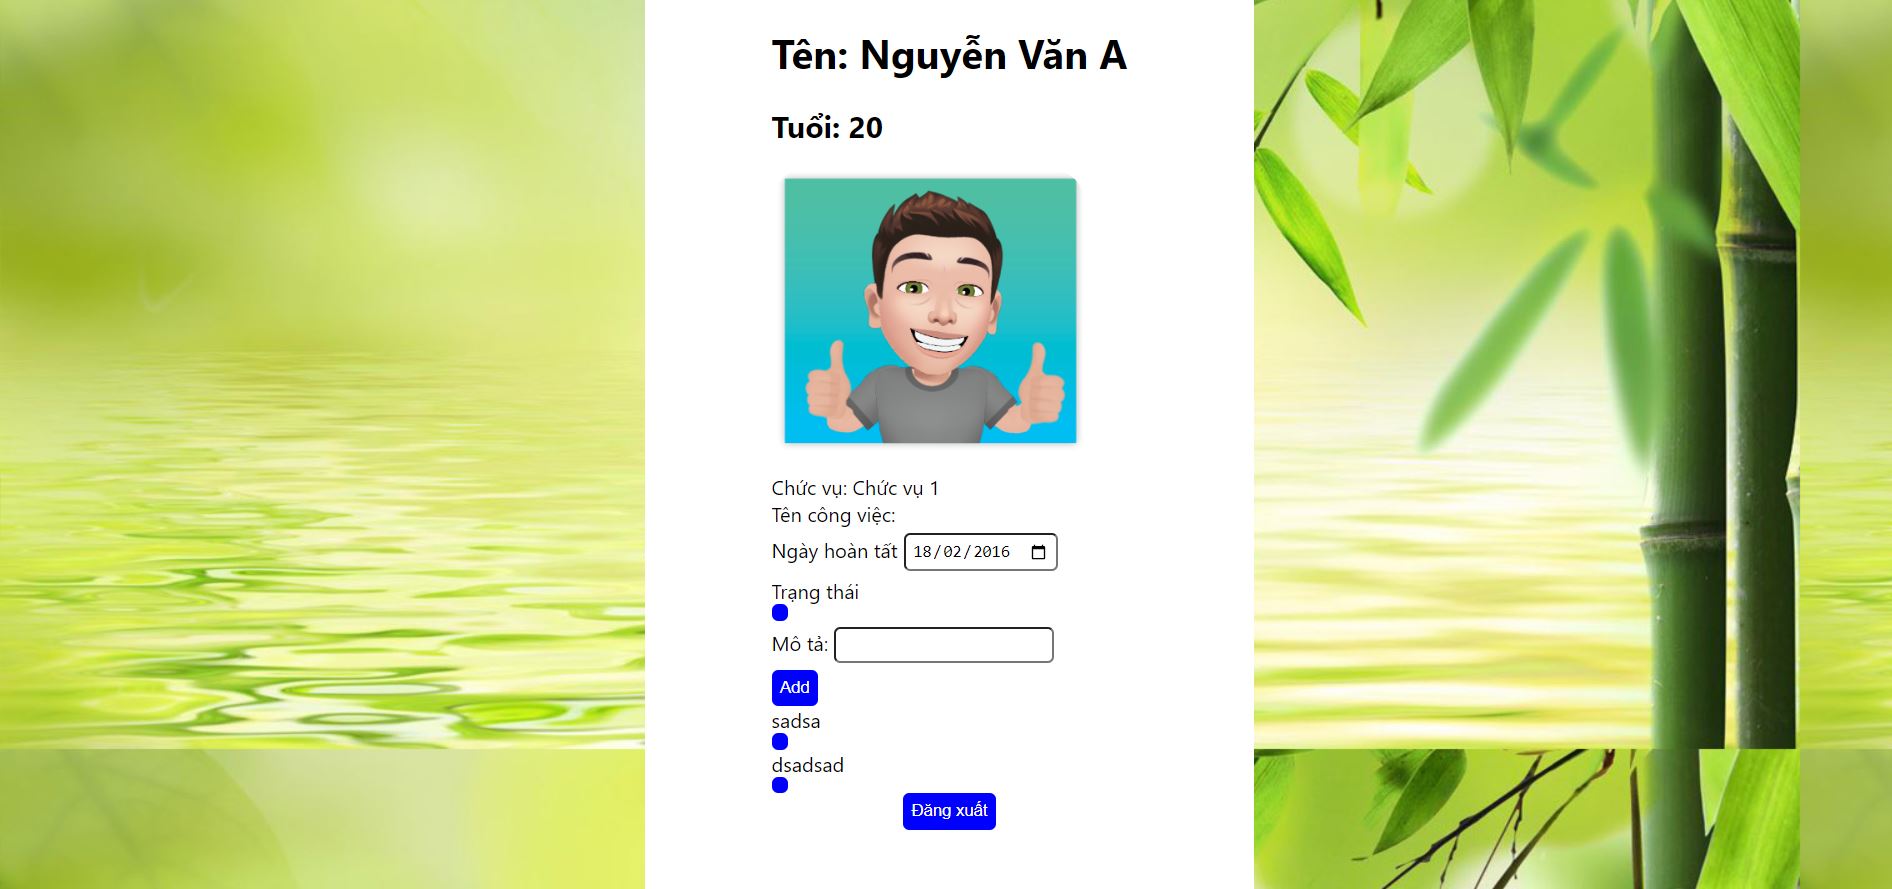 Tên: Nguyễn Văn A
Tuổi: 20
Chức vụ: Chức vụ 1
Tên công việc:
Ngày hoàn tất 18/02/2016
Trạng thái
Mô tả:
Add
sadsa
dsadsad
Đăng xuất